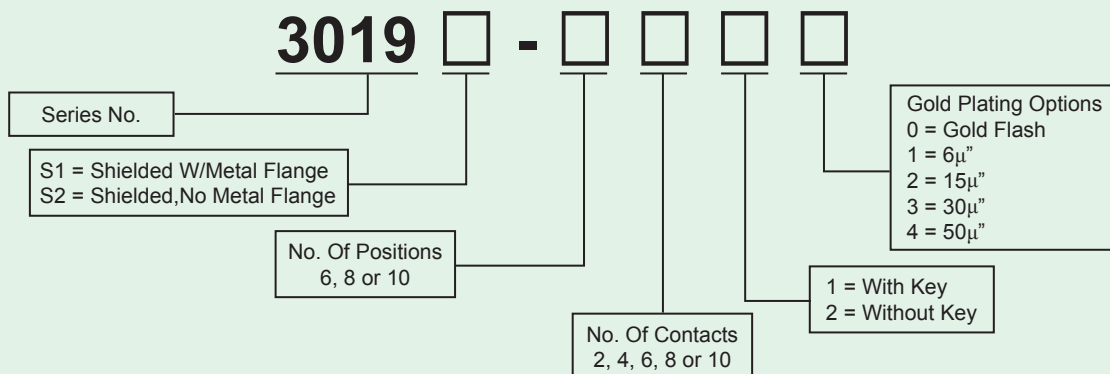 3019 □ - □ □ □ □
Series No.
S1 = Shielded W/Metal Flange
S2 = Shielded,No Metal Flange
No. Of Positions
6, 8 or 10
No. Of Contacts
2, 4, 6, 8 or 10
1 = With Key
2 = Without Key
Gold Plating Options
0 = Gold Flash
1 = 6μ”
2 = 15μ”
3 = 30μ”
4 = 50μ”